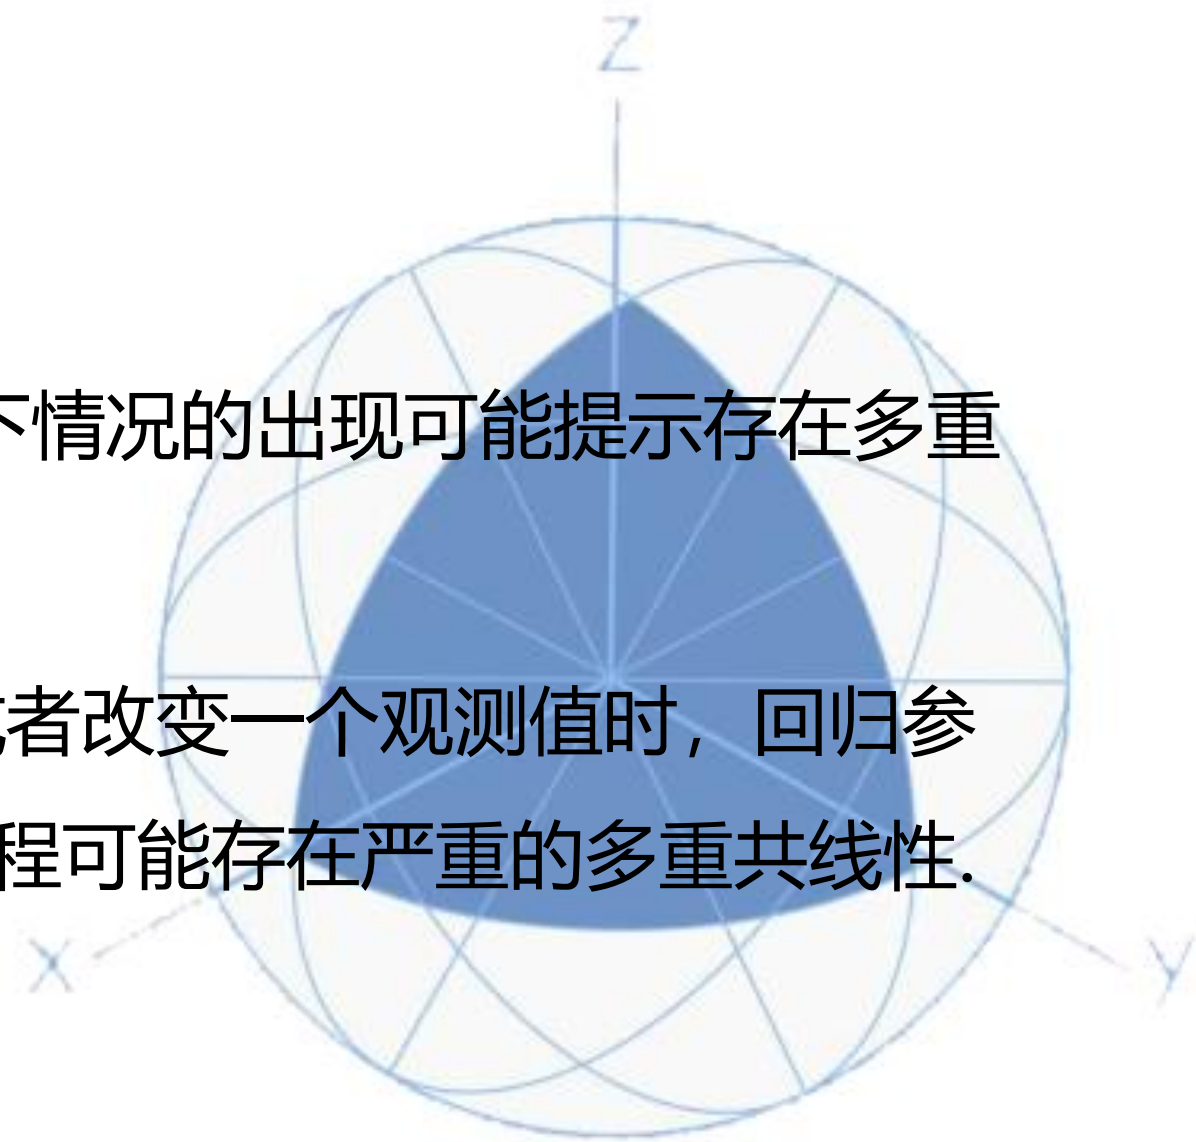 Z
下情况的出现可能提示存在多重
或者改变一个观测值时，回归参
程可能存在严重的多重共线性.
X
y